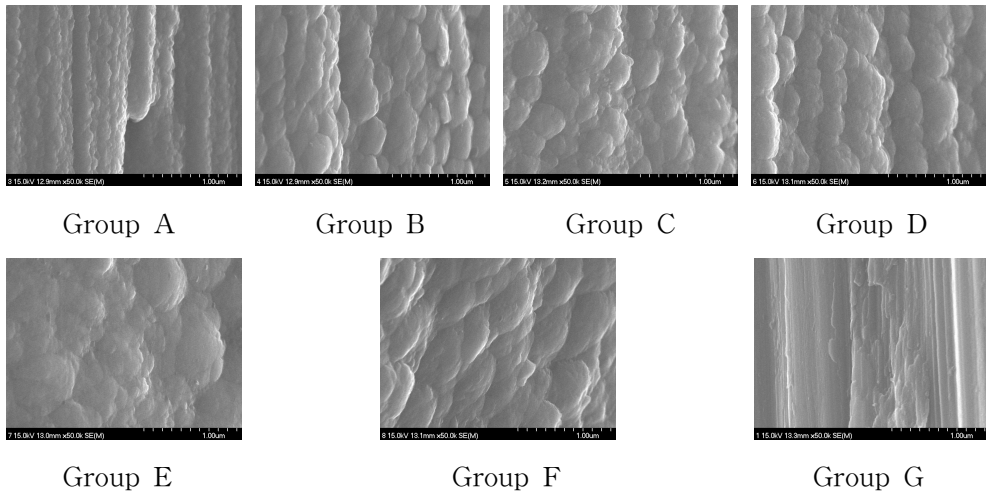 3 15.0kV 12.9mm x50.0k SE(M) 1.00um
4 15.0kV 12.9mm x50.0k SE(M) 1.00um
5 15.0kV 13.2mm x50.0k SE(M) 1.00um
6 15.0kV 13.1mm x50.0k SE(M) 1.00um
Group A
Group B
Group C
Group D
7 15.0kV 13.0mm x50.0k SE(M) 1.00um
8 15.0kV 13.1mm x50.0k SE(M) 1.00um
1 15.0kV 13.3mm x50.0k SE(M) 1.00um
Group E
Group F
Group G